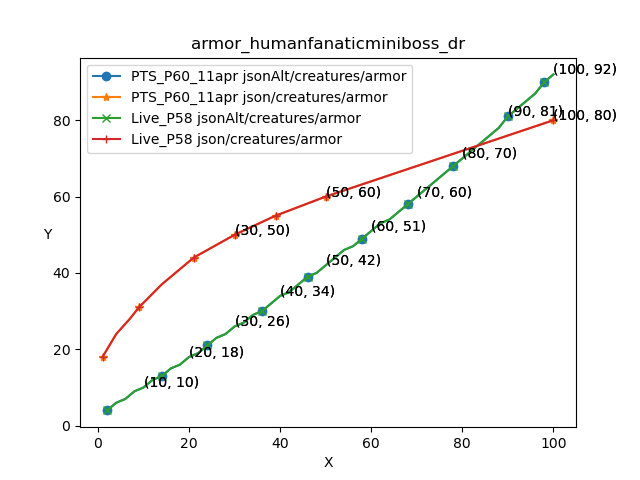 armor_humanfanaticminiboss_dr
PTS_P60_11apr jsonAlt/creatures/armor
PTS_P60_11apr json/creatures/armor
Live_P58 jsonAlt/creatures/armor
Live_P58 json/creatures/armor
(100, 92)
(90, 81)
(100, 80)
(80, 70)
(50, 60)
(70, 60)
(30, 50)
(60, 51)
(50, 42)
(40, 34)
(30, 26)
(20, 18)
(10, 10)
80
60
40
20
0
Y
0 20 40 60 80 100
X